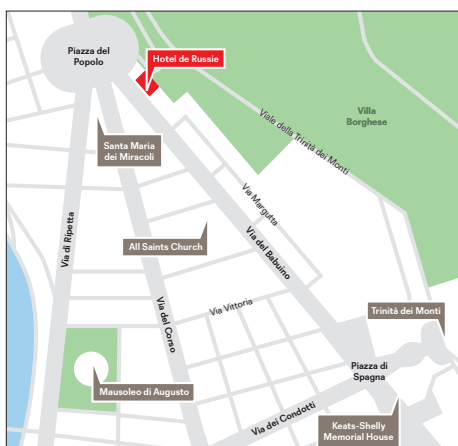 Piazza del
Popolo
Hotel de Russie
Villa
Borghese
Viale della Trinità dei Monti
Santa Maria
dei Miracoli
Via Margutta
Via di Ripetta
All Saints Church
Via del Babuino
Via del Corso
Via Vittoria
Trinità dei Monti
Piazza di
Spagna
Mausoleo di Augusto
Via dei Condotti
Keats-Shelly
Memorial House